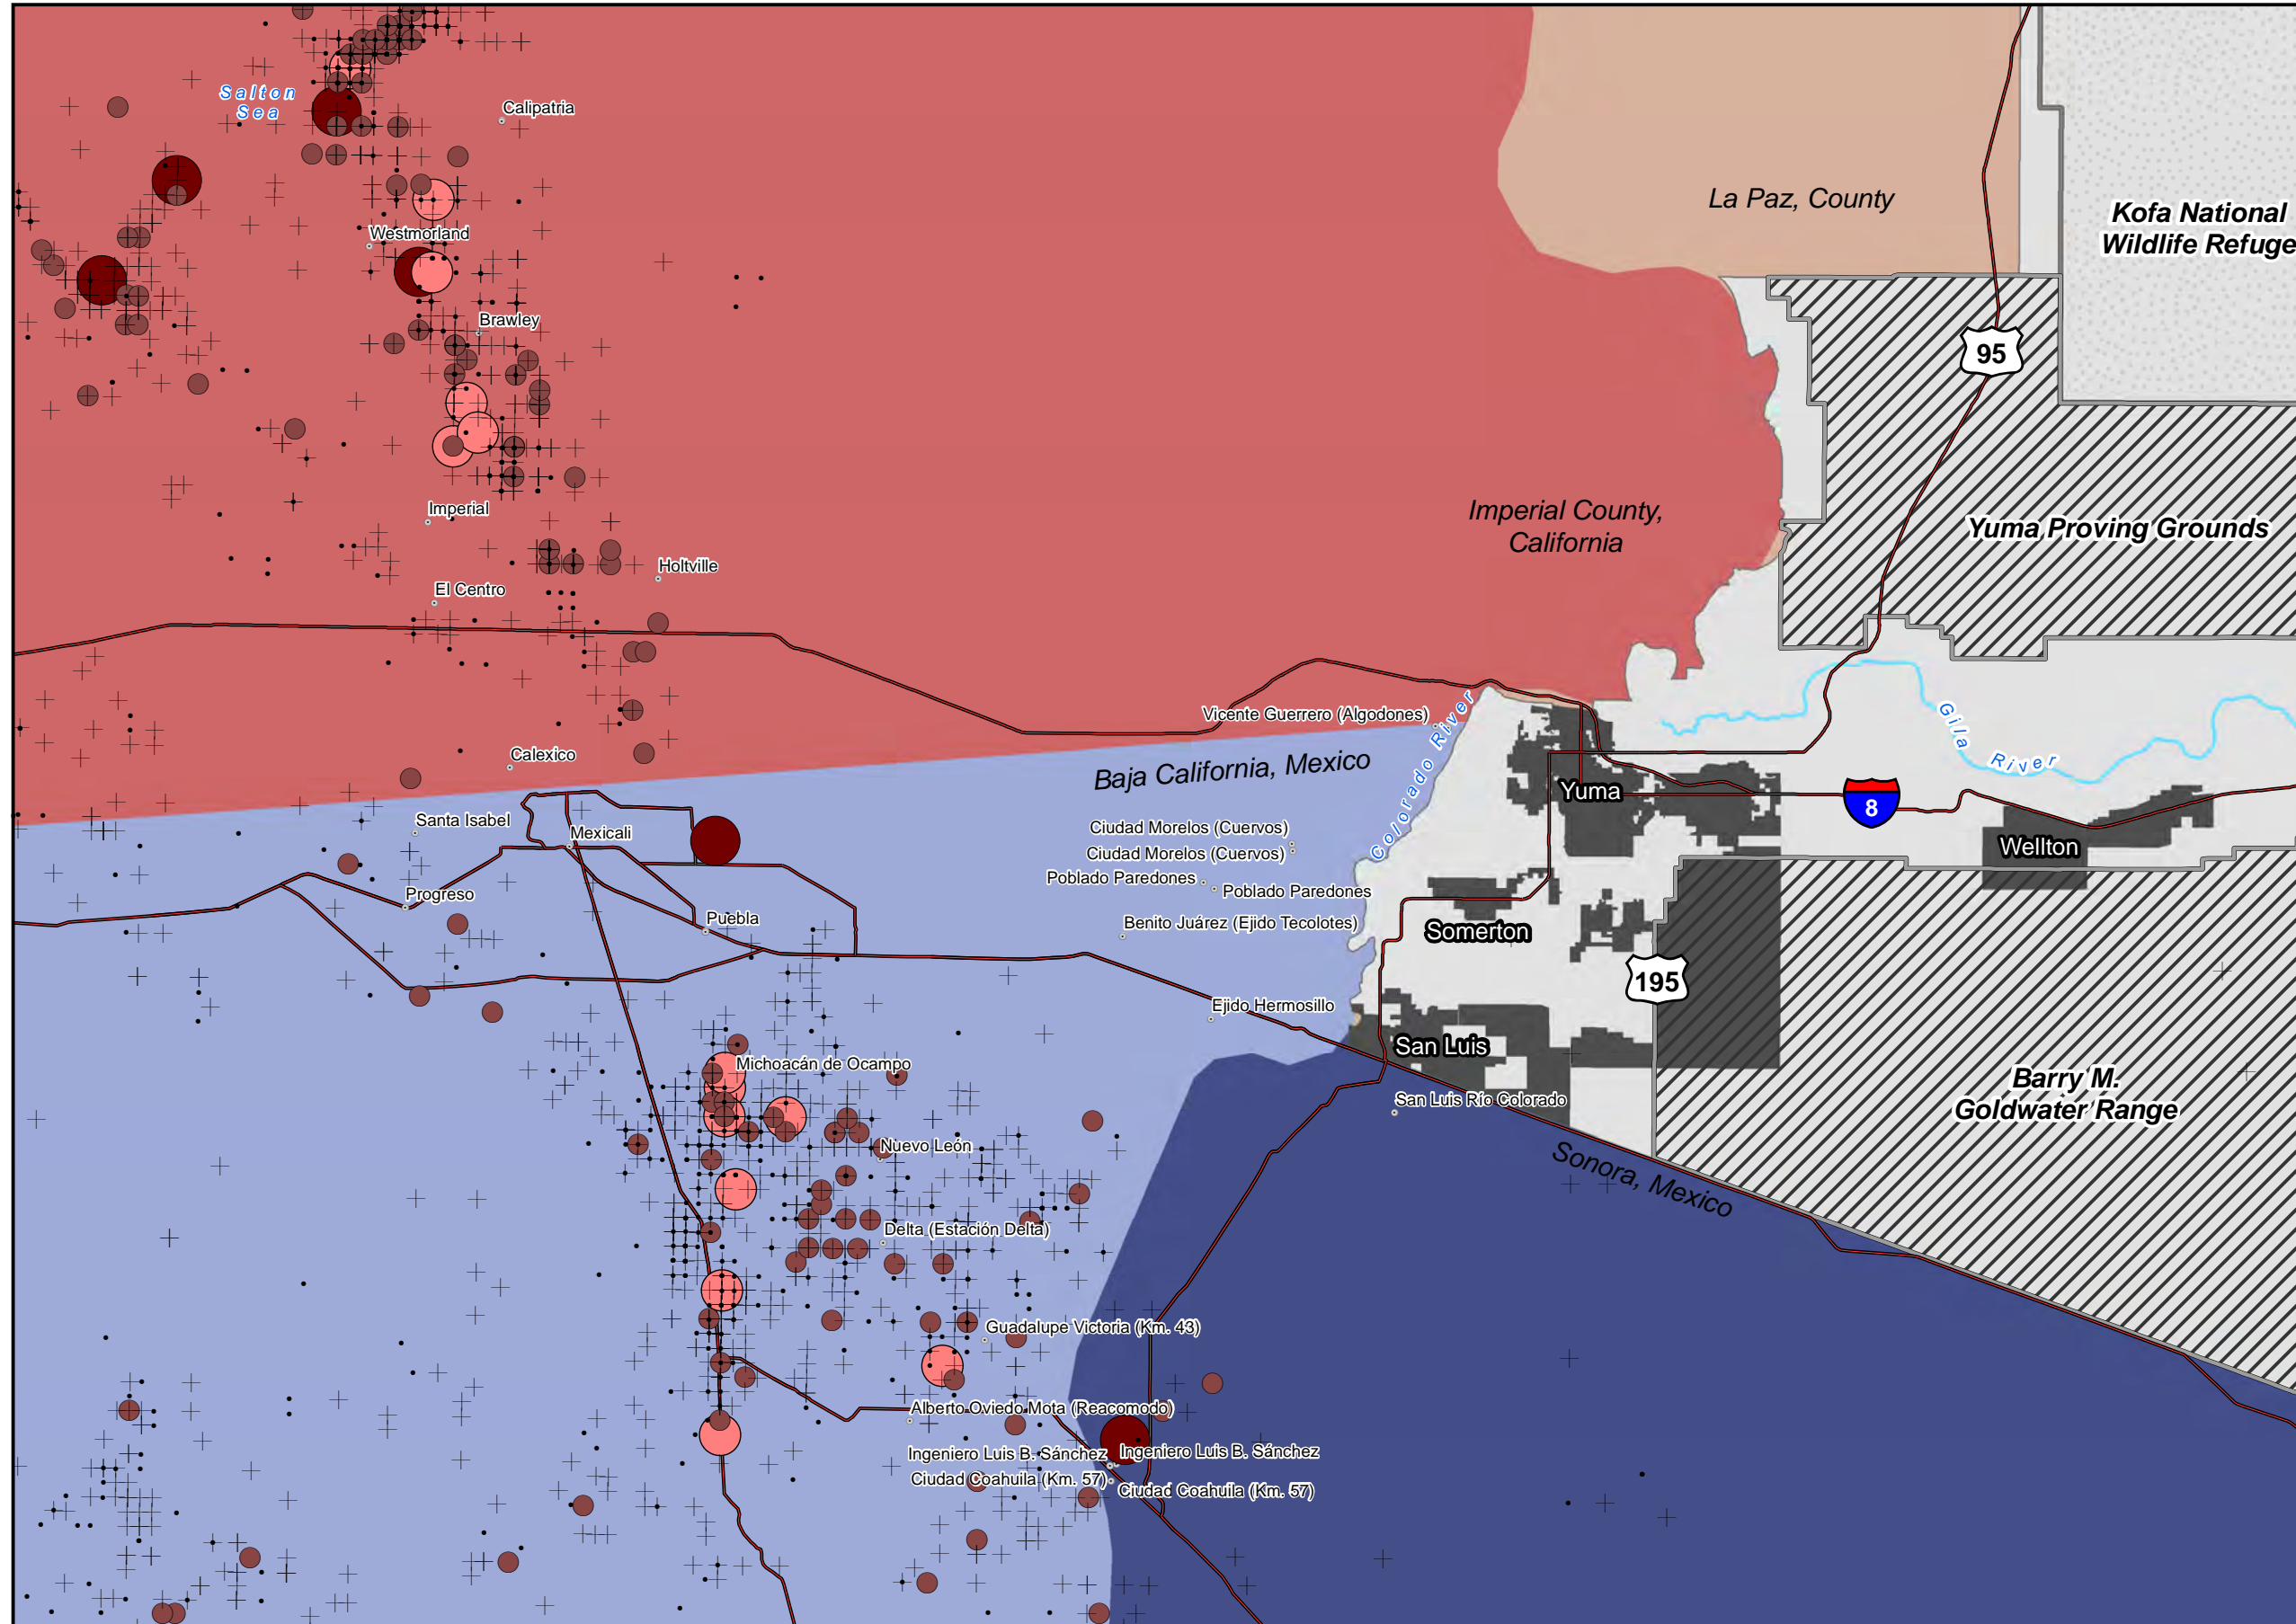 Salton
Sea
Calipatria
La Paz, County
Kofa National
Wildlife Refuge
Westmorland
Brawley
95
Imperial
Imperial County,
California
Yuma Proving Grounds
Holtville
El Centro
Vicente Guerrero (Algodones)
Colorado River
Gila
River
Calexico
Baja California, Mexico
Yuma
8
Santa Isabel
Mexicali
Ciudad Morelos (Cuervos)
Ciudad Morelos (Cuervos)
Wellton
Poblado Paredones
Poblado Paredones
Progreso
Puebla
Benito Juárez (Ejido Tecolotes)
Somerton
195
Ejido Hermosillo
San Luis
Michoacán de Ocampo
Barry M.
Goldwater Range
San Luis Río Colorado
Nuevo León
Sonora, Mexico
Delta (Estación Delta)
Guadalupe Victoria (Km. 43)
Alberto Oviedo Mota (Reacomodo)
Ingeniero Luis B. Sánchez
Ingeniero Luis B. Sánchez
Ciudad Coahuila (Km. 57)
Ciudad Coahuila (Km. 57)